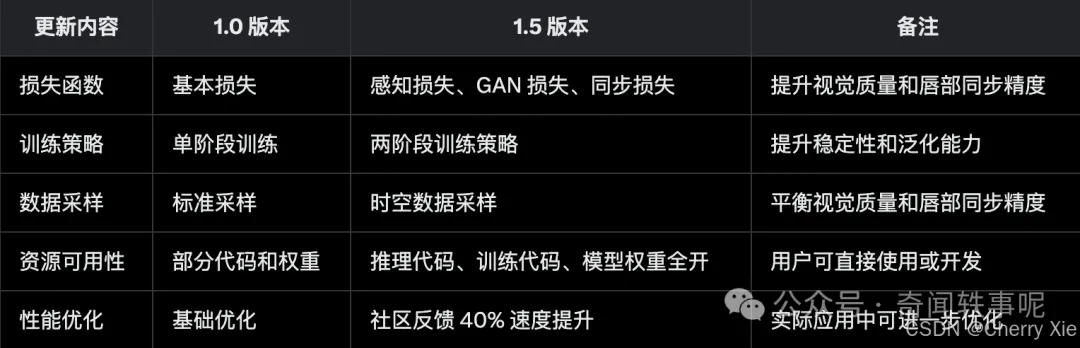 更新内容 1.0 版本 1.5 版本 备注
损失函数 基本损失 感知损失、GAN 损失、同步损失 提升视觉质量和唇部同步精度
训练策略 单阶段训练 两阶段训练策略 提升稳定性和泛化能力
数据采样 标准采样 时空数据采样 平衡视觉质量和唇部同步精度
资源可用性 部分代码和权重 推理代码、训练代码、模型权重全开 用户可直接使用或开发
性能优化 基础优化 社区反馈 40% 速度提升 实际应用中可进一步优化
公众号 · 奇闻轶事呢
CSDN @Cherry Xie